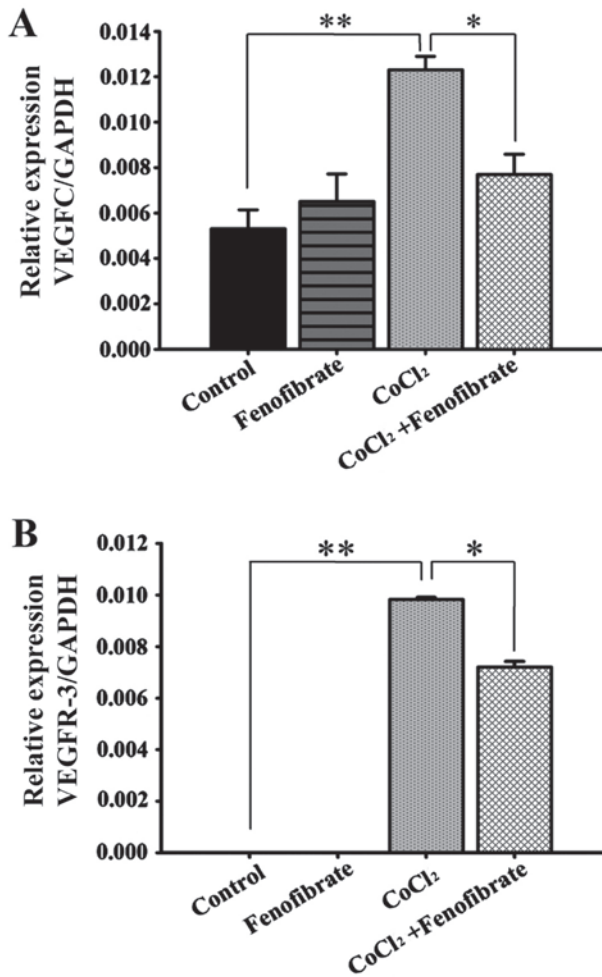 A
Relative expression
VEGFC/GAPDH
0.014
0.012
0.010
0.008
0.006
0.004
0.002
0.000
**
*
Control
Fenofibrate
CoCl₂
CoCl₂ +Fenofibrate
B
Relative expression
VEGFR-3/GAPDH
0.012
0.010
0.008
0.006
0.004
0.002
0.000
**
*
Control
Fenofibrate
CoCl₂
CoCl₂ +Fenofibrate